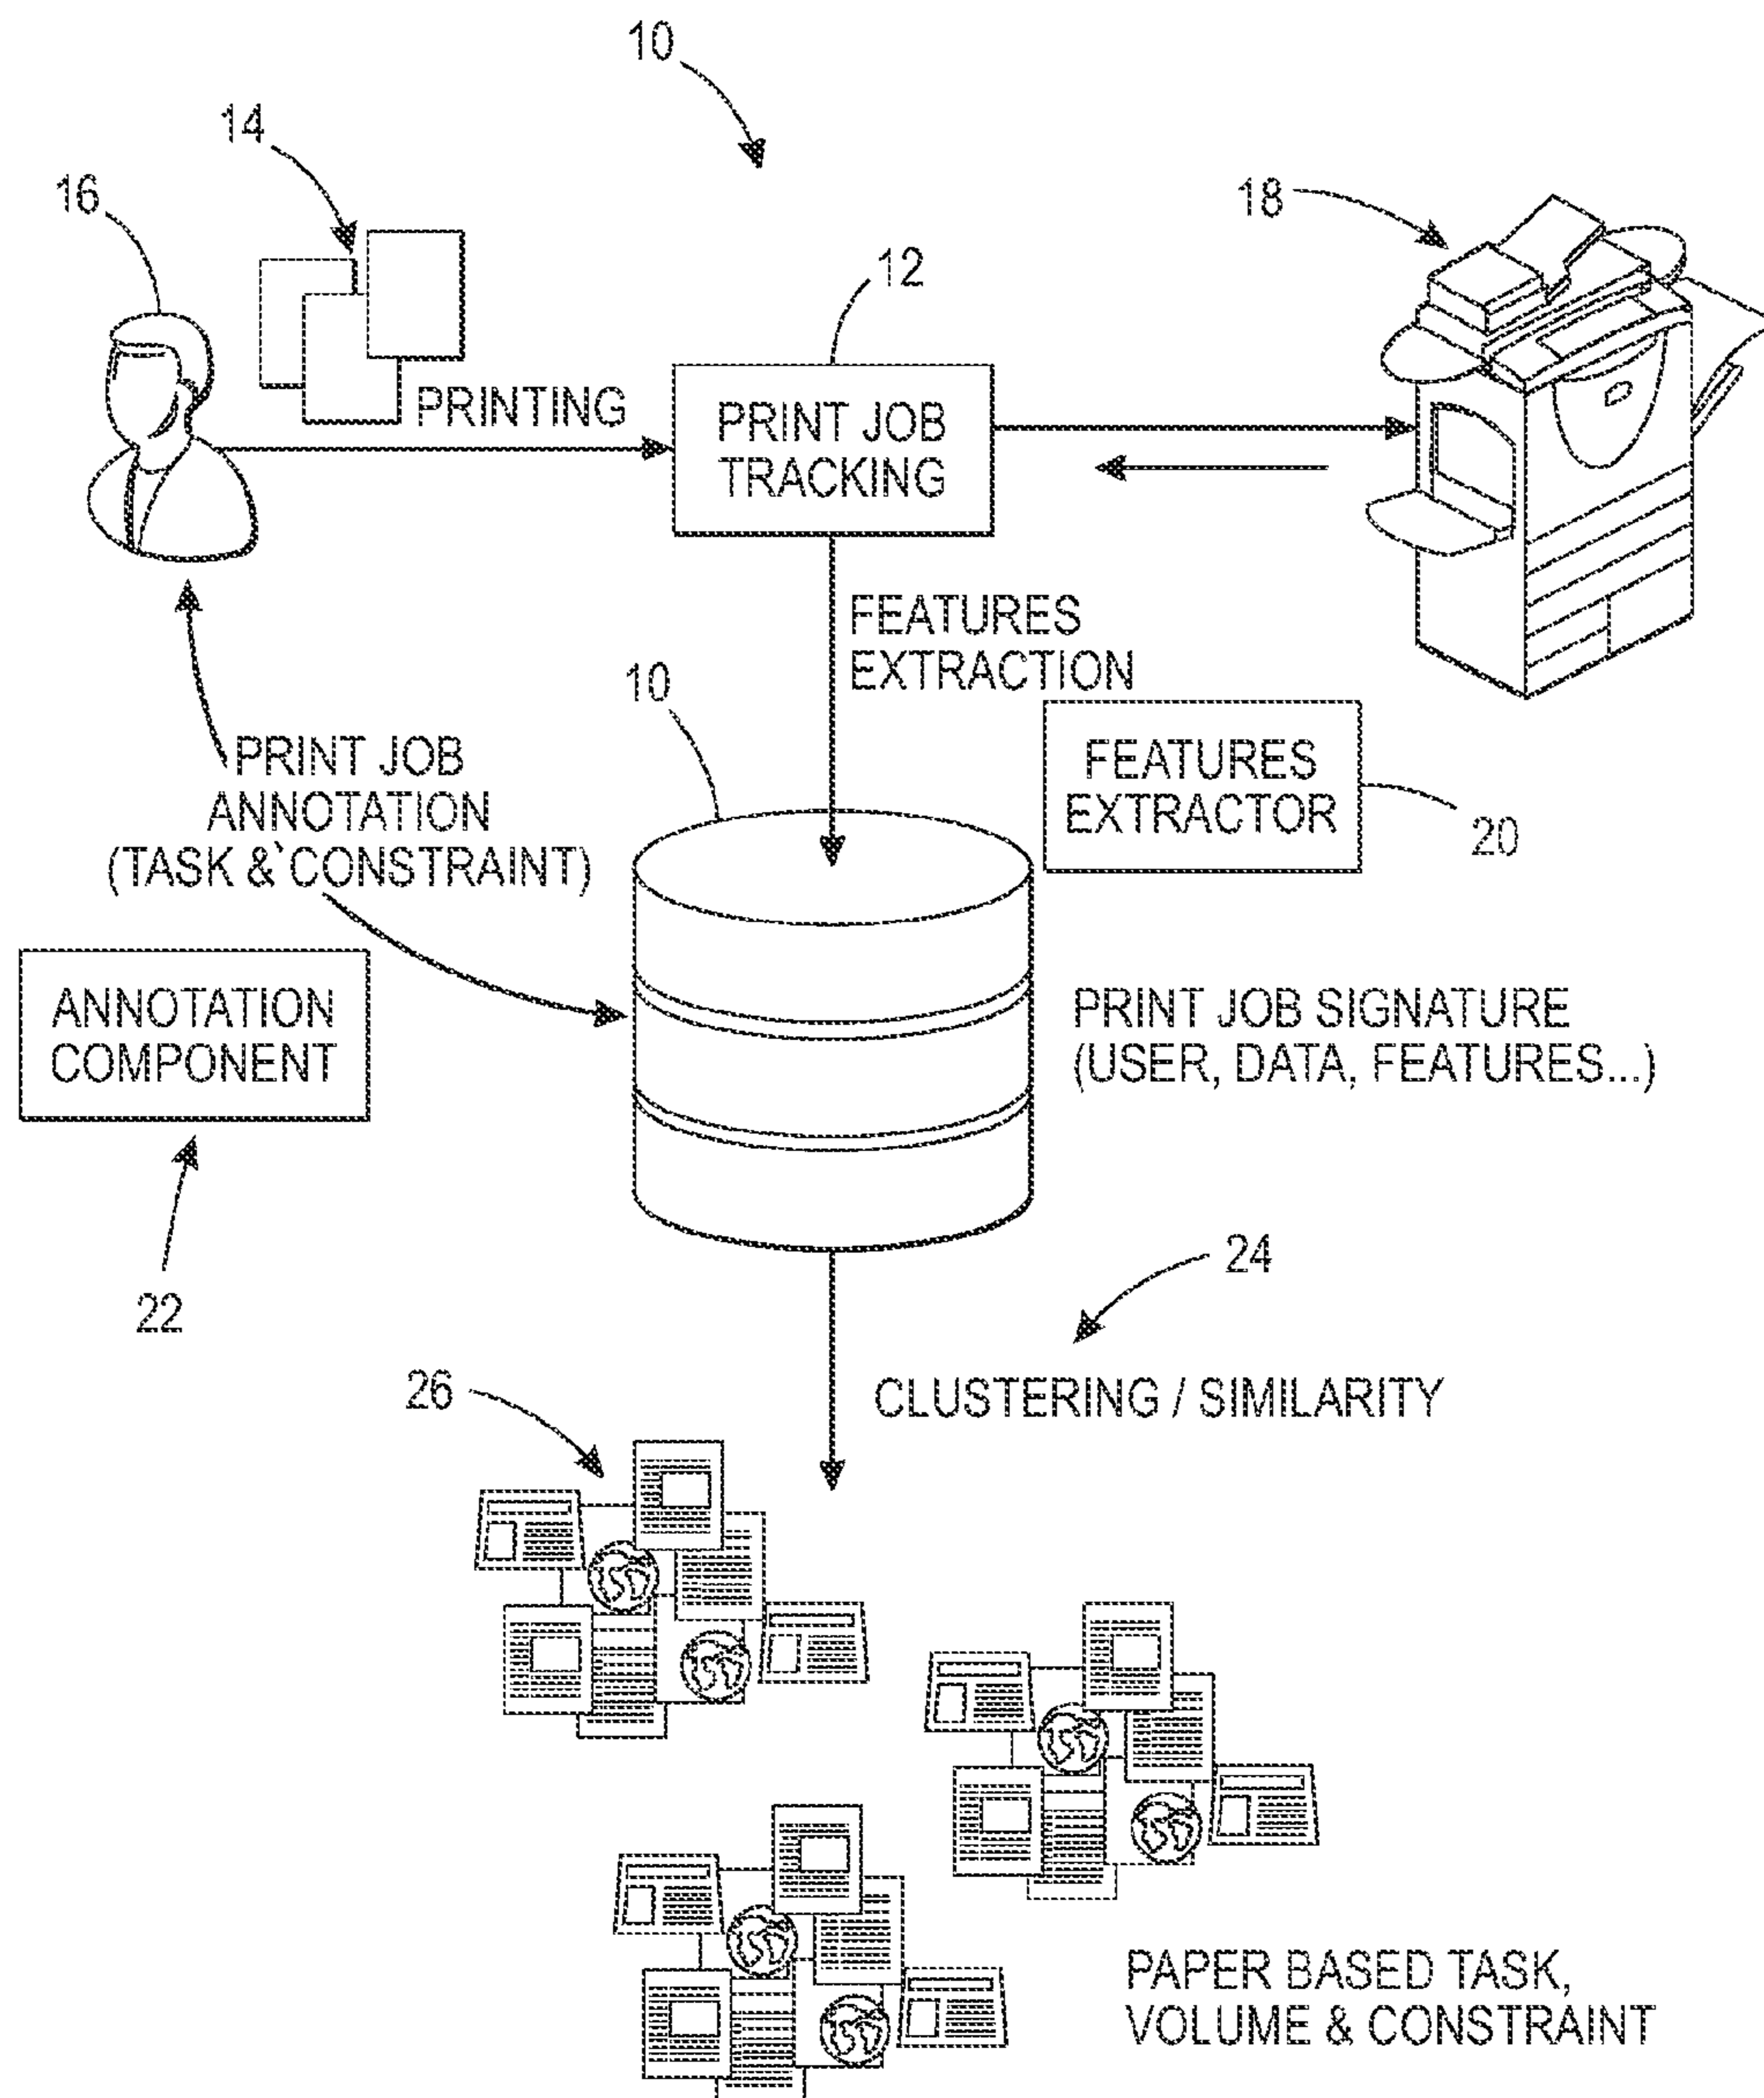 10
14
16
18
12
PRINTING
PRINT JOB
TRACKING
FEATURES
EXTRACTION
10
FEATURES
EXTRACTOR
20
PRINT JOB
ANNOTATION
(TASK & CONSTRAINT)
ANNOTATION
COMPONENT
22
PRINT JOB SIGNATURE
(USER, DATA, FEATURES...)
24
CLUSTERING / SIMILARITY
26
PAPER BASED TASK,
VOLUME & CONSTRAINT